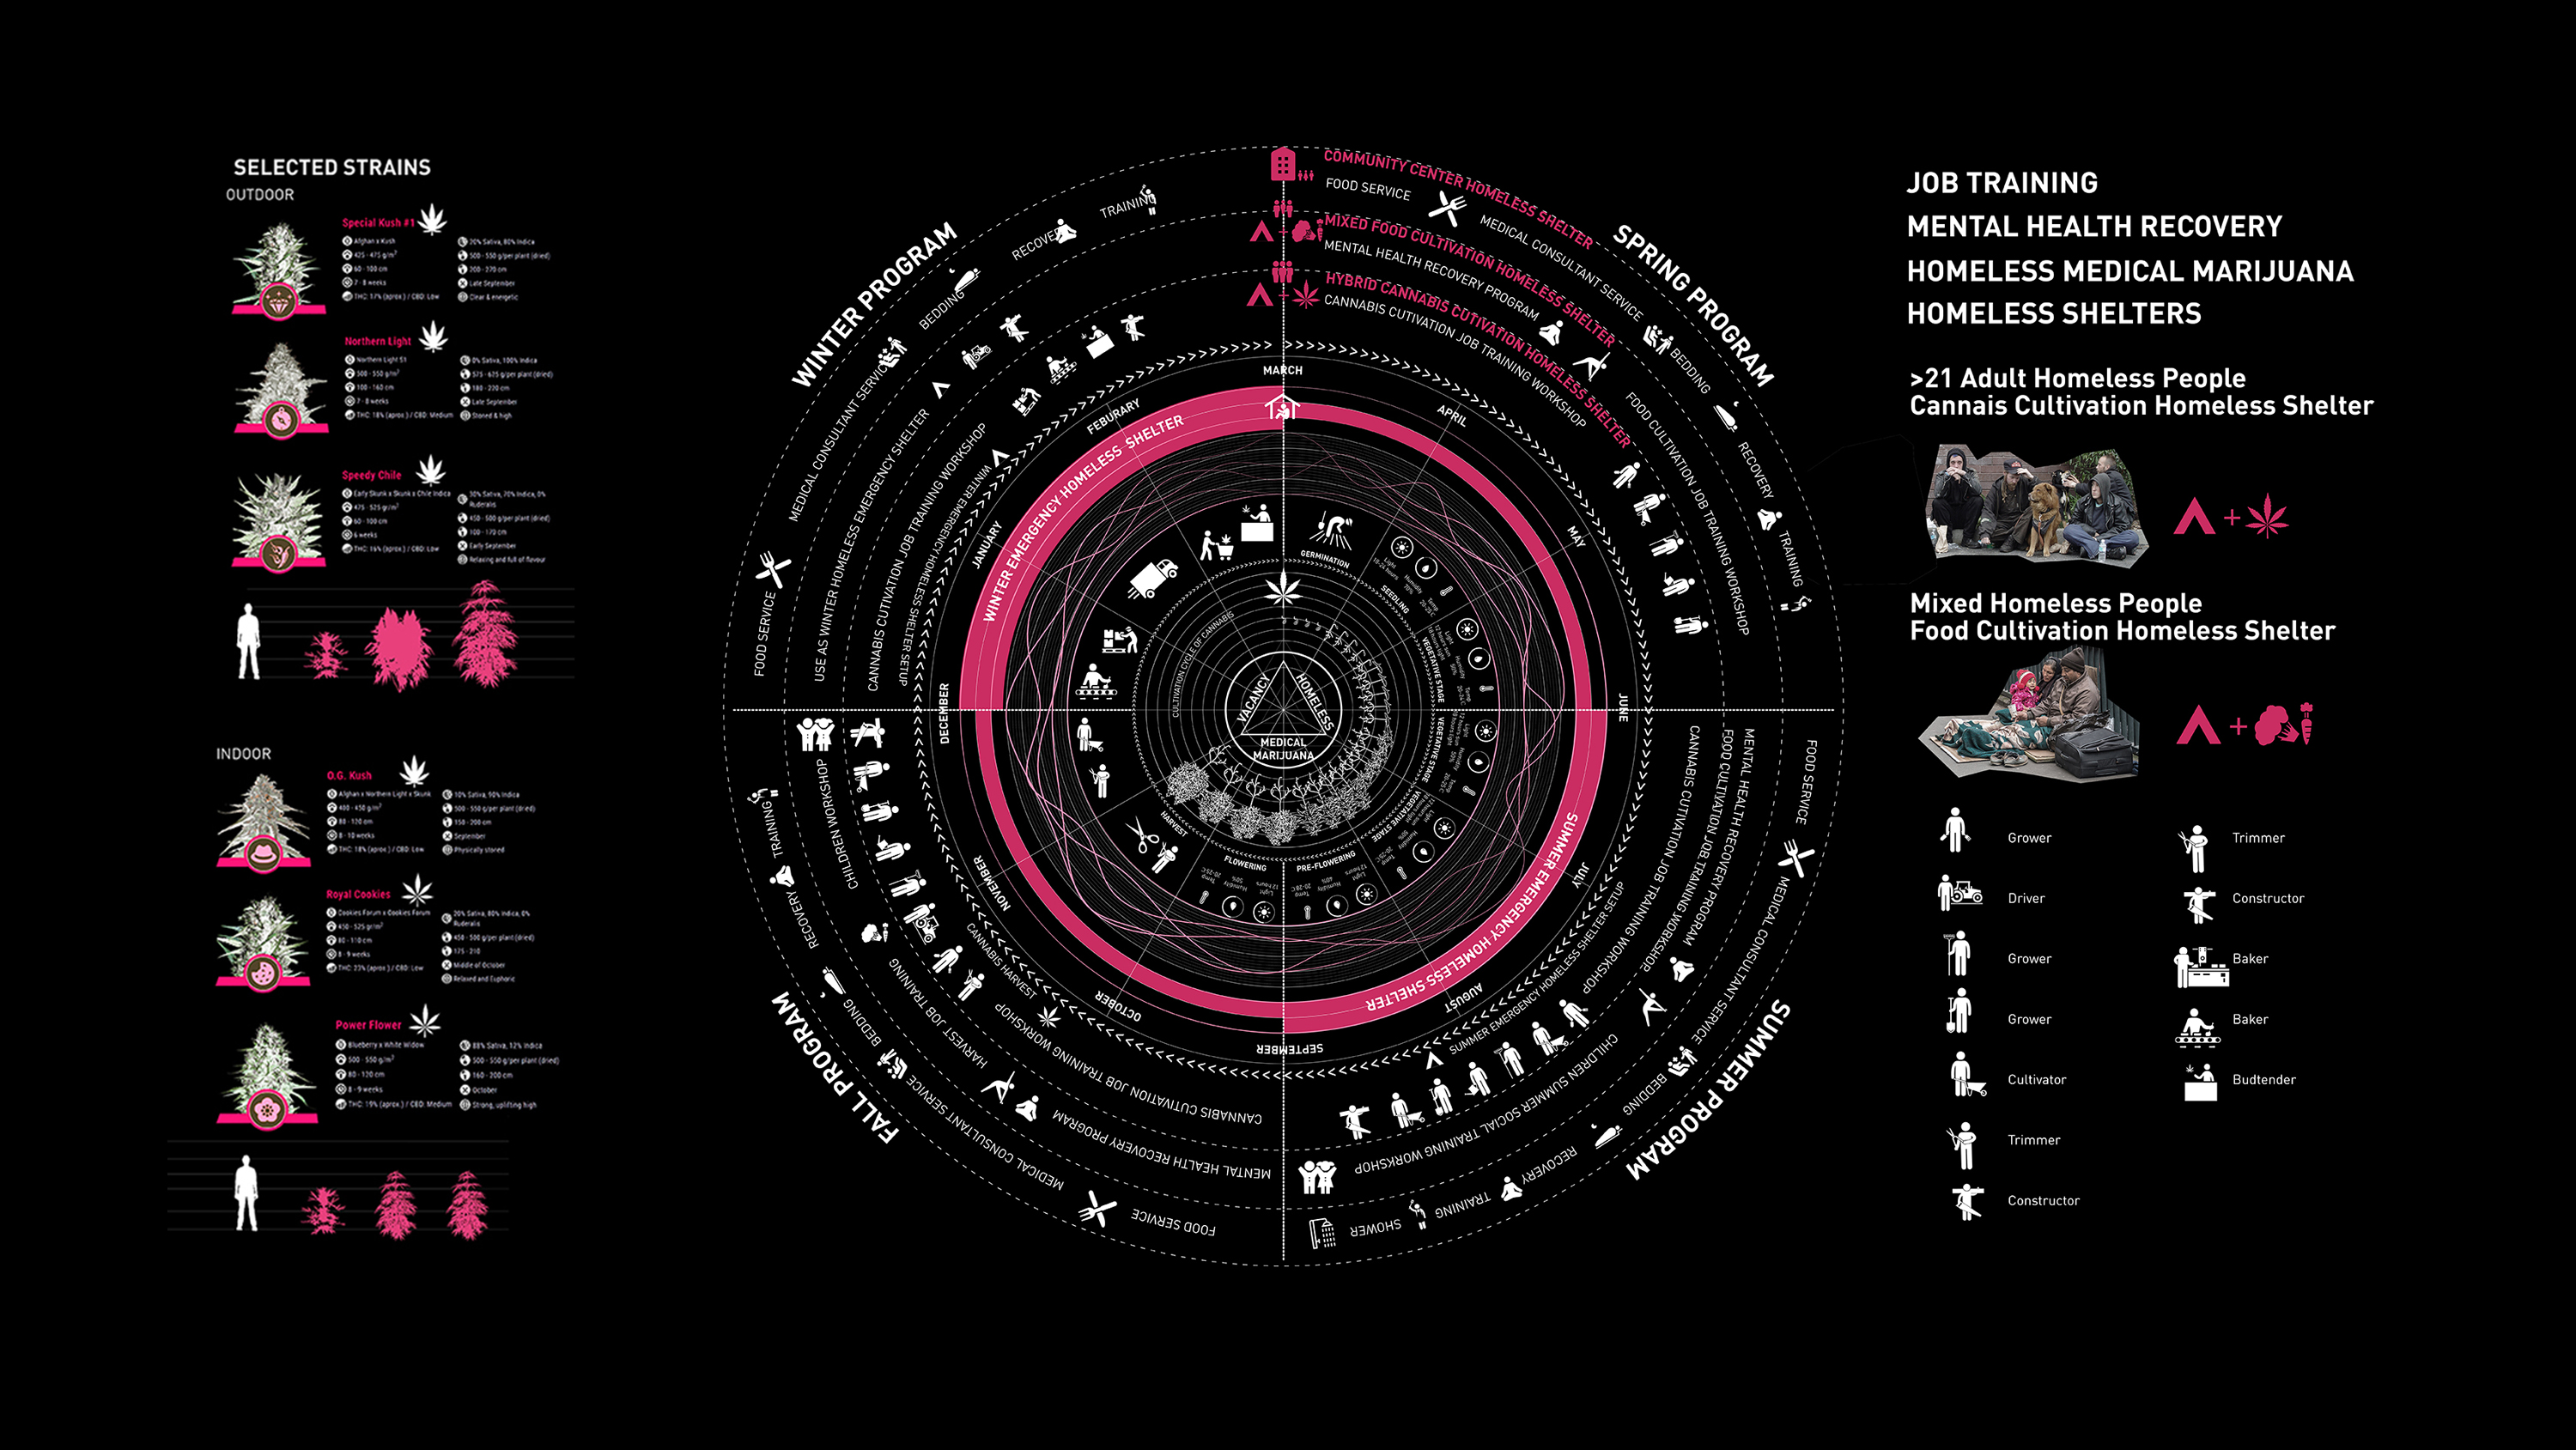 SELECTED STRAINS
OUTDOOR
Special Kush #1
Afghan x Kush
425 - 475 g/m²
60 - 100 cm
7 - 8 weeks
THC: 17% (aprox.) / CBD: Low
20% Sativa, 80% Indica
500 - 550 g/per plant (dried)
200 - 270 cm
Late September
Clear & energetic
Northern Light
Northern Light S1
500 - 550 g/m²
100 - 160 cm
7 - 8 weeks
THC: 18% (aprox.) / CBD: Medium
0% Sativa, 100% Indica
575 - 625 g/per plant (dried)
180 - 220 cm
Late September
Stoned & high
Speedy Chile
Early Skunk x Skunk x Chile Indica
475 - 525 gr/m²
60 - 100 cm
6 weeks
THC: 16% (aprox.) / CBD: Low
30% Sativa, 70% Indica, 0%
Ruderalis
450 - 500 g/per plant (dried)
100 - 170 cm
Early September
Relaxing and full of flavour
INDOOR
O.G. Kush
Afghan x Northern Light x Skunk
400 - 450 g/m²
80 - 120 cm
8 - 10 weeks
THC: 18% (aprox.) / CBD: Low
10% Sativa, 90% Indica
500 - 550 g/per plant (dried)
150 - 200 cm
September
Physically stoned
Royal Cookies
Cookies Forum x Cookies Forum
450 - 525 gr/m²
80 - 110 cm
8 - 9 weeks
THC: 23% (aprox.) / CBD: Low
20% Sativa, 80% Indica, 0%
Ruderalis
450 - 500 g/per plant (dried)
125 - 210
Middle of October
Relaxed and Euphoric
Power Flower
Blueberry x White Widow
500 - 550 g/m²
80 - 120 cm
8 - 9 weeks
THC: 19% (aprox.) / CBD: Medium
88% Sativa, 12% Indica
500 - 550 g/per plant (dried)
160 - 200 cm
October
Strong, uplifting high
WINTER PROGRAM
FOOD SERVICE
MEDICAL CONSULTANT SERVICE
BEDDING
RECOVERY
TRAINING
USE AS WINTER HOMELESS EMERGENCY SHELTER
CANNABIS CUTIVATION JOB TRAINING WORKSHOP
WINTER EMERGENCY HOMELESS SHELTER SETUP
SPRING PROGRAM
COMMUNITY CENTER HOMELESS SHELTER
FOOD SERVICE
MEDICAL CONSULTANT SERVICE
BEDDING
RECOVERY
TRAINING
MIXED FOOD CULTIVATION HOMELESS SHELTER
MENTAL HEALTH RECOVERY PROGRAM
FOOD CULTIVATION JOB TRAINING WORKSHOP
HYBRID CANNABIS CUTIVATION HOMELESS SHELTER
CANNABIS CUTIVATION JOB TRAINING WORKSHOP
SUMMER PROGRAM
FOOD SERVICE
MEDICAL CONSULTANT SERVICE
BEDDING
RECOVERY
TRAINING
SHOWER
MENTAL HEALTH RECOVERY PROGRAM
FOOD CULTIVATION JOB TRAINING WORKSHOP
CANNABIS CUTIVATION JOB TRAINING WORKSHOP
CHILDREN SUMMER SOCIAL TRAINING WORKSHOP
SUMMER EMERGENCY HOMELESS SHELTER SETUP
FALL PROGRAM
FOOD SERVICE
MEDICAL CONSULTANT SERVICE
BEDDING
RECOVERY
TRAINING
MENTAL HEALTH RECOVERY PROGRAM
HARVEST JOB TRAINING
CHILDREN WORKSHOP
CANNABIS CUTIVATION JOB TRAINING WORKSHOP
CANNABIS HARVEST
MARCH
APRIL
MAY
JUNE
JULY
AUGUST
SEPTEMBER
OCTOBER
NOVEMBER
DECEMBER
JANUARY
FEBURARY
WINTER EMERGENCY HOMELESS SHELTER
SUMMER EMERGENCY HOMELESS SHELTER
GERMINATION
SEEDLING
VEGETATIVE STAGE
VEGETATIVE STAGE
VEGETATIVE STAGE
PRE-FLOWERING
FLOWERING
HARVEST
CULTIVATION CYCLE OF CANNABIS
VACANCY
HOMELESS
MEDICAL
MARIJUANA
JOB TRAINING
MENTAL HEALTH RECOVERY
HOMELESS MEDICAL MARIJUANA
HOMELESS SHELTERS
>21 Adult Homeless People
Cannais Cultivation Homeless Shelter
Mixed Homeless People
Food Cultivation Homeless Shelter
Grower
Driver
Grower
Grower
Cultivator
Trimmer
Constructor
Trimmer
Constructor
Baker
Baker
Budtender